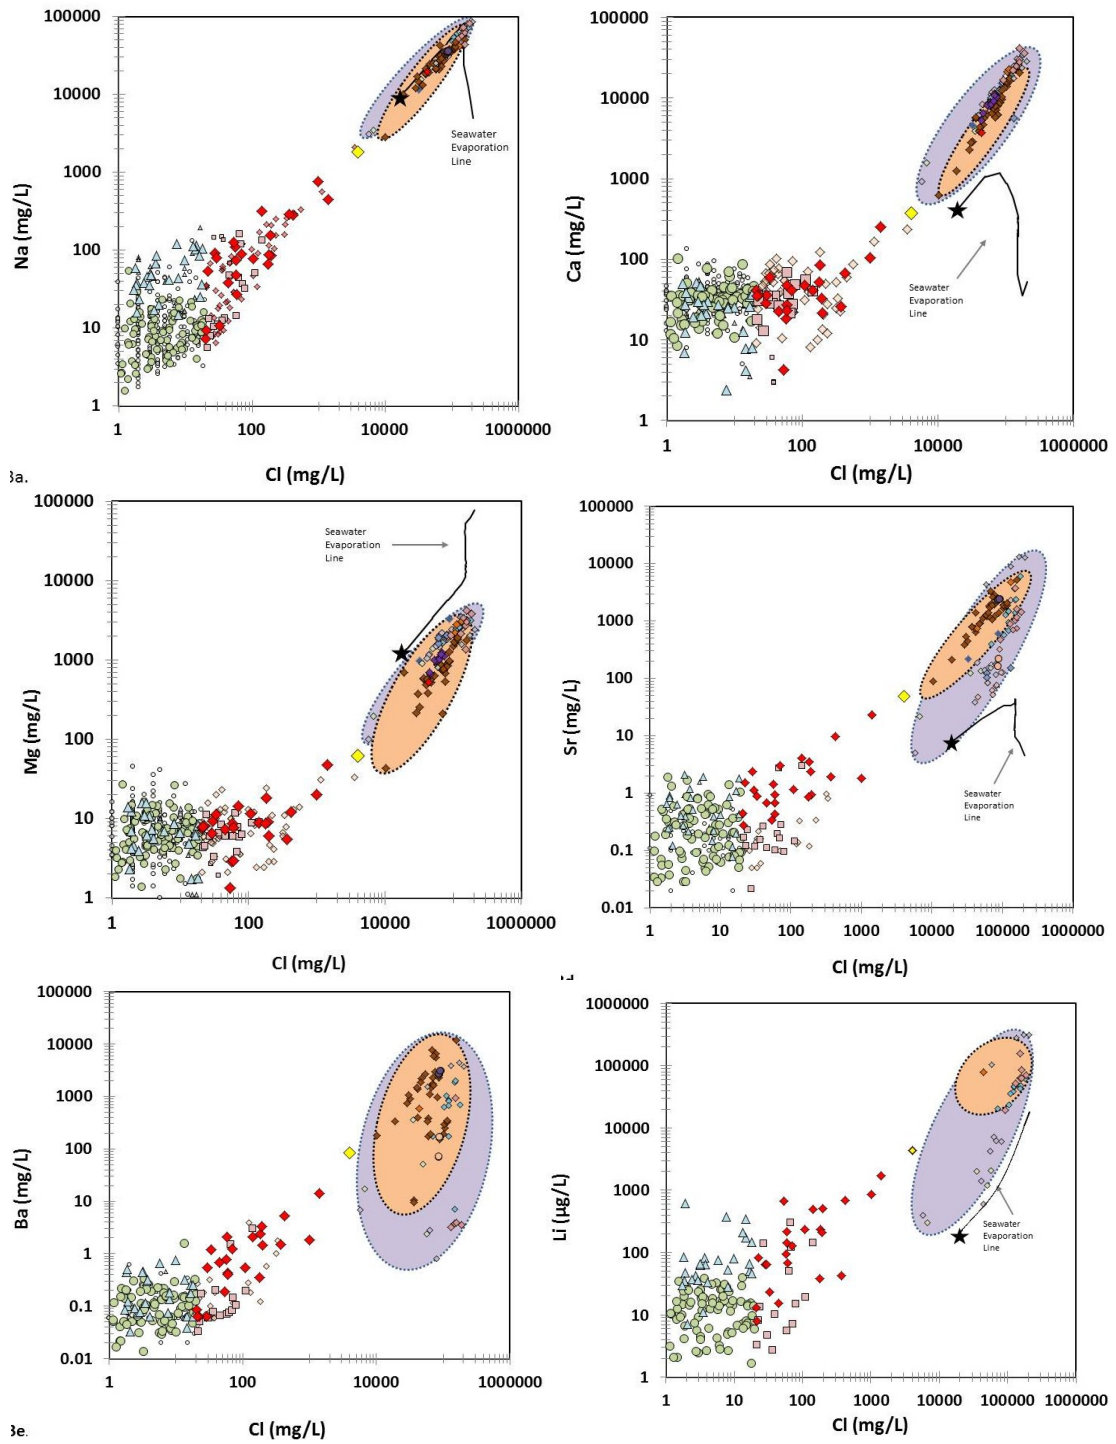 100000
10000
1000
100
10
1
1
100
10000
1000000
Na (mg/L)
Cl (mg/L)
Seawater
Evaporation
Line
3a.
100000
10000
1000
100
10
1
1
100
10000
1000000
Ca (mg/L)
Cl (mg/L)
Seawater
Evaporation
Line
100000
10000
1000
100
10
1
1
100
10000
1000000
Mg (mg/L)
Cl (mg/L)
Seawater
Evaporation
Line
100000
10000
1000
100
10
1
0.1
0.01
1
10
100
1000
10000
100000
1000000
Sr (mg/L)
Cl (mg/L)
Seawater
Evaporation
Line
100000
10000
1000
100
10
1
0.1
0.01
1
100
10000
1000000
Ba (mg/L)
Cl (mg/L)
3e.
1000000
100000
10000
1000
100
10
1
1
10
100
1000
10000
100000
1000000
Li (µg/L)
Cl (mg/L)
Seawater
Evaporation
Line